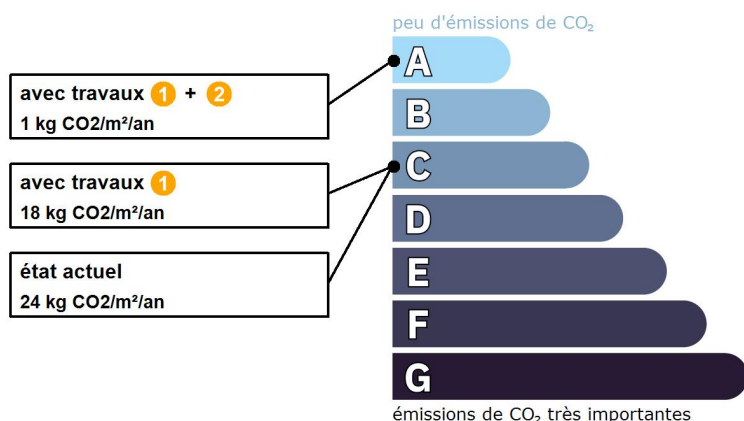 peu d'émissions de CO₂
A
avec travaux 1 + 2
1 kg CO2/m²/an
B
C
avec travaux 1
18 kg CO2/m²/an
D
état actuel
24 kg CO2/m²/an
E
F
G
émissions de CO₂ très importantes